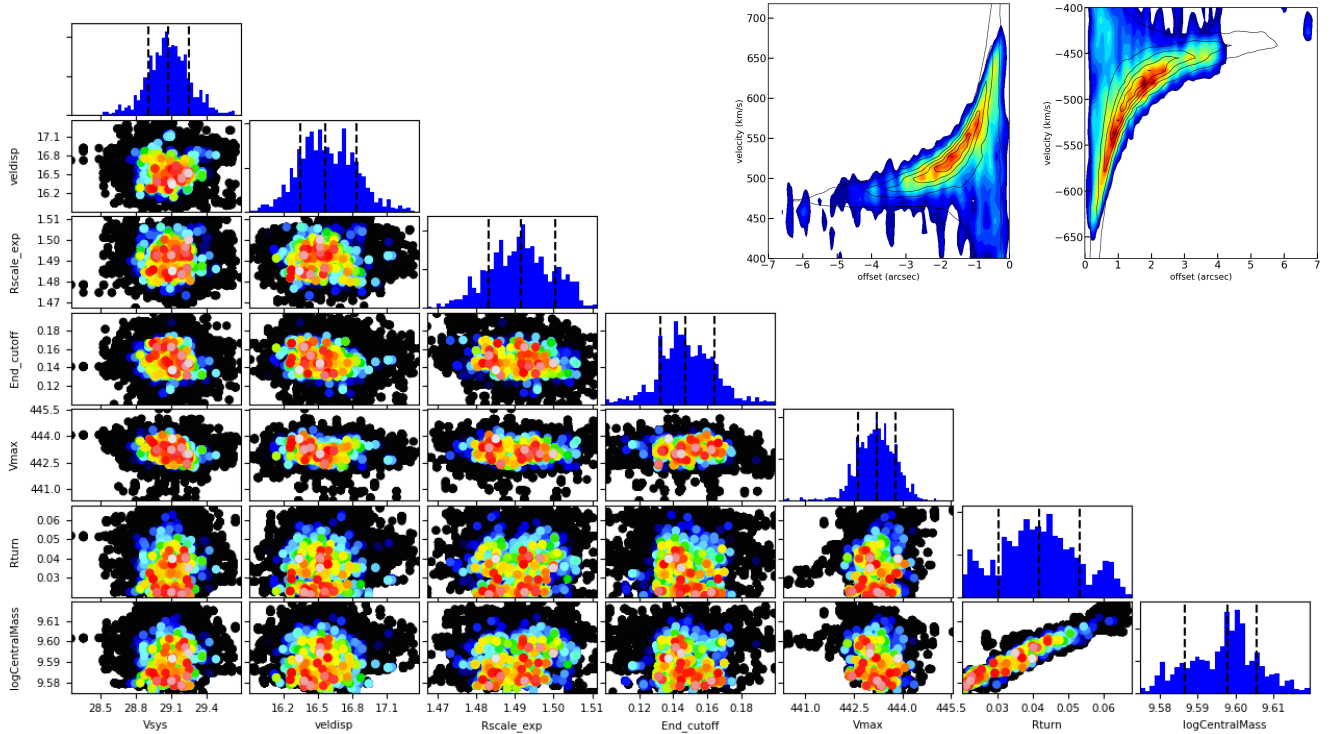 700
650
600
550
500
450
400
velocity (km/s)
−7 −6 −5 −4 −3 −2 −1 0
offset (arcsec)
−400
−450
−500
−550
−600
−650
velocity (km/s)
0 1 2 3 4 5 6 7
offset (arcsec)
veldisp
17.1
16.8
16.5
16.2
Rscale_exp
1.51
1.50
1.49
1.48
1.47
End_cutoff
0.18
0.16
0.14
0.12
Vmax
445.5
444.0
442.5
441.0
Rturn
0.06
0.05
0.04
0.03
logCentralMass
9.61
9.60
9.59
9.58
28.5 28.8 29.1 29.4
Vsys
16.2 16.5 16.8 17.1
veldisp
1.47 1.48 1.49 1.50 1.51
Rscale_exp
0.12 0.14 0.16 0.18
End_cutoff
441.0 442.5 444.0 445.5
Vmax
0.03 0.04 0.05 0.06
Rturn
9.58 9.59 9.60 9.61
logCentralMass